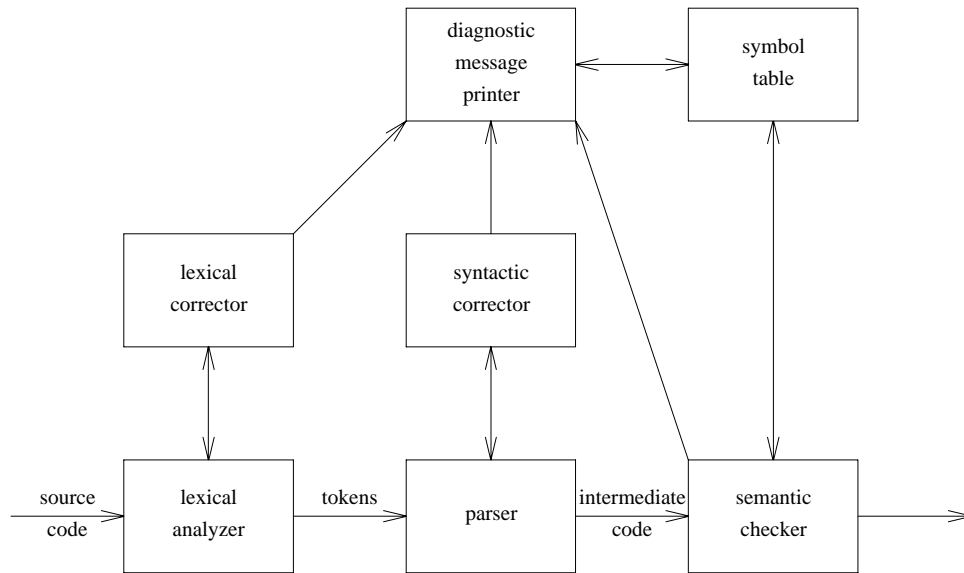 diagnostic
message
printer
symbol
table
lexical
corrector
syntactic
corrector
source
code
lexical
analyzer
tokens
parser
intermediate
code
semantic
checker